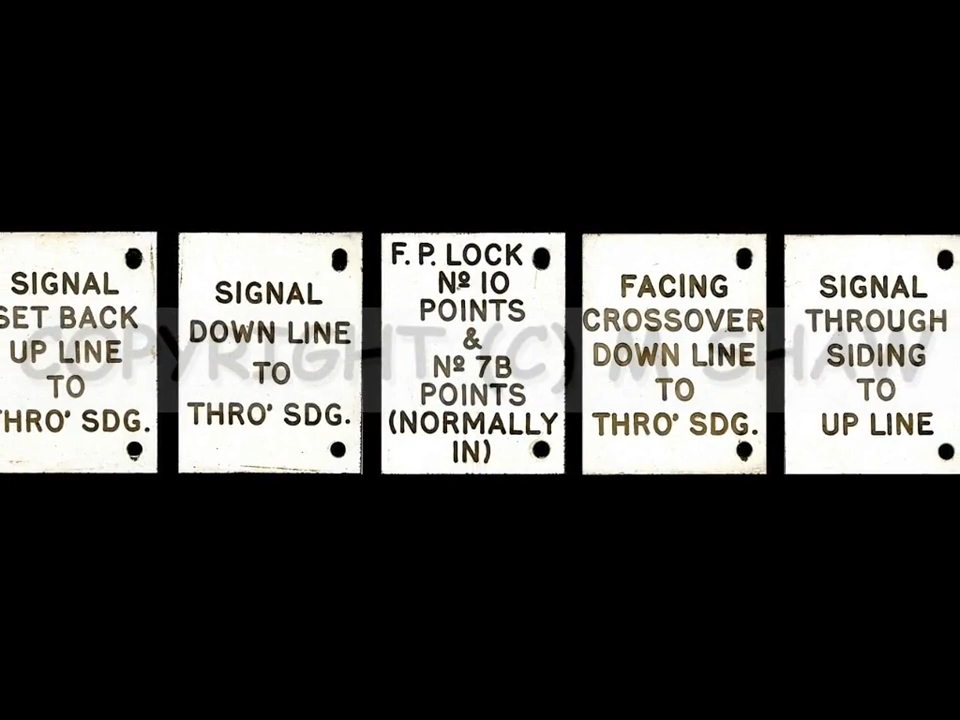 SIGNAL
SET BACK
UP LINE
TO
THRO' SDG.
SIGNAL
DOWN LINE
TO
THRO' SDG.
F. P. LOCK
Nº 10
POINTS
&
Nº 7B
POINTS
(NORMALLY
IN)
FACING
CROSSOVER
DOWN LINE
TO
THRO' SDG.
SIGNAL
THROUGH
SIDING
TO
UP LINE
COPYRIGHT (C) M SHAW